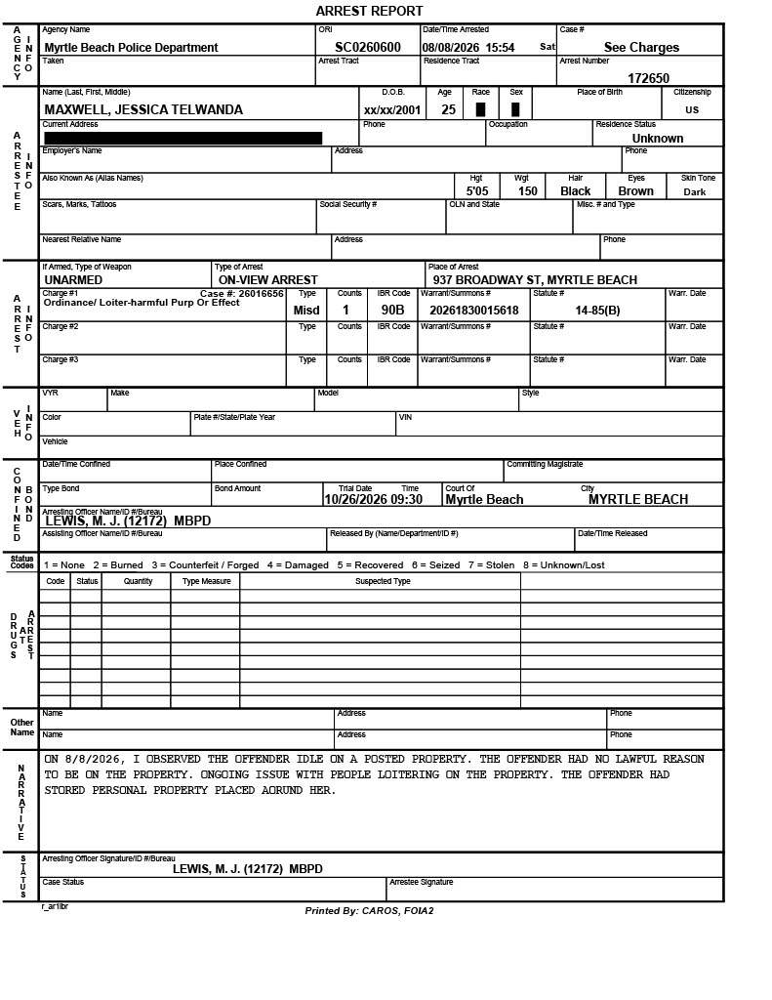 ARREST REPORT
AGENCY INFO
Agency Name ORI Date/Time Arrested Case #
Myrtle Beach Police Department SC0260600 08/08/2026 15:54 Sat See Charges
Taken Arrest Tract Residence Tract Arrest Number
172650
ARRESTEE INFO
Name (Last, First, Middle) D.O.B. Age Race Sex Place of Birth Citizenship
MAXWELL, JESSICA TELWANDA xx/xx/2001 25 US
Current Address Phone Occupation Residence Status
Unknown
Employer's Name Address Phone
Also Known As (Alias Names) Hgt Wgt Hair Eyes Skin Tone
5'05 150 Black Brown Dark
Scars, Marks, Tattoos Social Security # OLN and State Misc. # and Type
Nearest Relative Name Address Phone
ARREST INFO
If Armed, Type of Weapon Type of Arrest Place of Arrest
UNARMED ON-VIEW ARREST 937 BROADWAY ST, MYRTLE BEACH
Charge #1 Case #: 26016656 Type Counts IBR Code Warrant/Summons # Statute # Warr. Date
Ordinance/ Loiter-harmful Purp Or Effect
Misd 1 90B 20261830015618 14-85(B)
Charge #2 Type Counts IBR Code Warrant/Summons # Statute # Warr. Date
Charge #3 Type Counts IBR Code Warrant/Summons # Statute # Warr. Date
VEH INFO
VYR Make Model Style
Color Plate #/State/Plate Year VIN
Vehicle
CONFINED BOND
Date/Time Confined Place Confined Committing Magistrate
Type Bond Bond Amount Trial Date Time Court Of City
10/26/2026 09:30 Myrtle Beach MYRTLE BEACH
Arresting Officer Name/ID #/Bureau
LEWIS, M. J. (12172) MBPD
Assisting Officer Name/ID #/Bureau Released By (Name/Department/ID #) Date/Time Released
Status Codes
1 = None 2 = Burned 3 = Counterfeit / Forged 4 = Damaged 5 = Recovered 6 = Seized 7 = Stolen 8 = Unknown/Lost
Code Status Quantity Type Measure Suspected Type
DRUGS AT ARREST
Other Name
Name Address Phone
Name Address Phone
NARRATIVE
ON 8/8/2026, I OBSERVED THE OFFENDER IDLE ON A POSTED PROPERTY. THE OFFENDER HAD NO LAWFUL REASON
TO BE ON THE PROPERTY. ONGOING ISSUE WITH PEOPLE LOITERING ON THE PROPERTY. THE OFFENDER HAD
STORED PERSONAL PROPERTY PLACED AORUND HER.
STATUS
Arresting Officer Signature/ID #/Bureau
LEWIS, M. J. (12172) MBPD
Case Status Arrestee Signature
r_ar1lbr
Printed By: CAROS, FOIA2